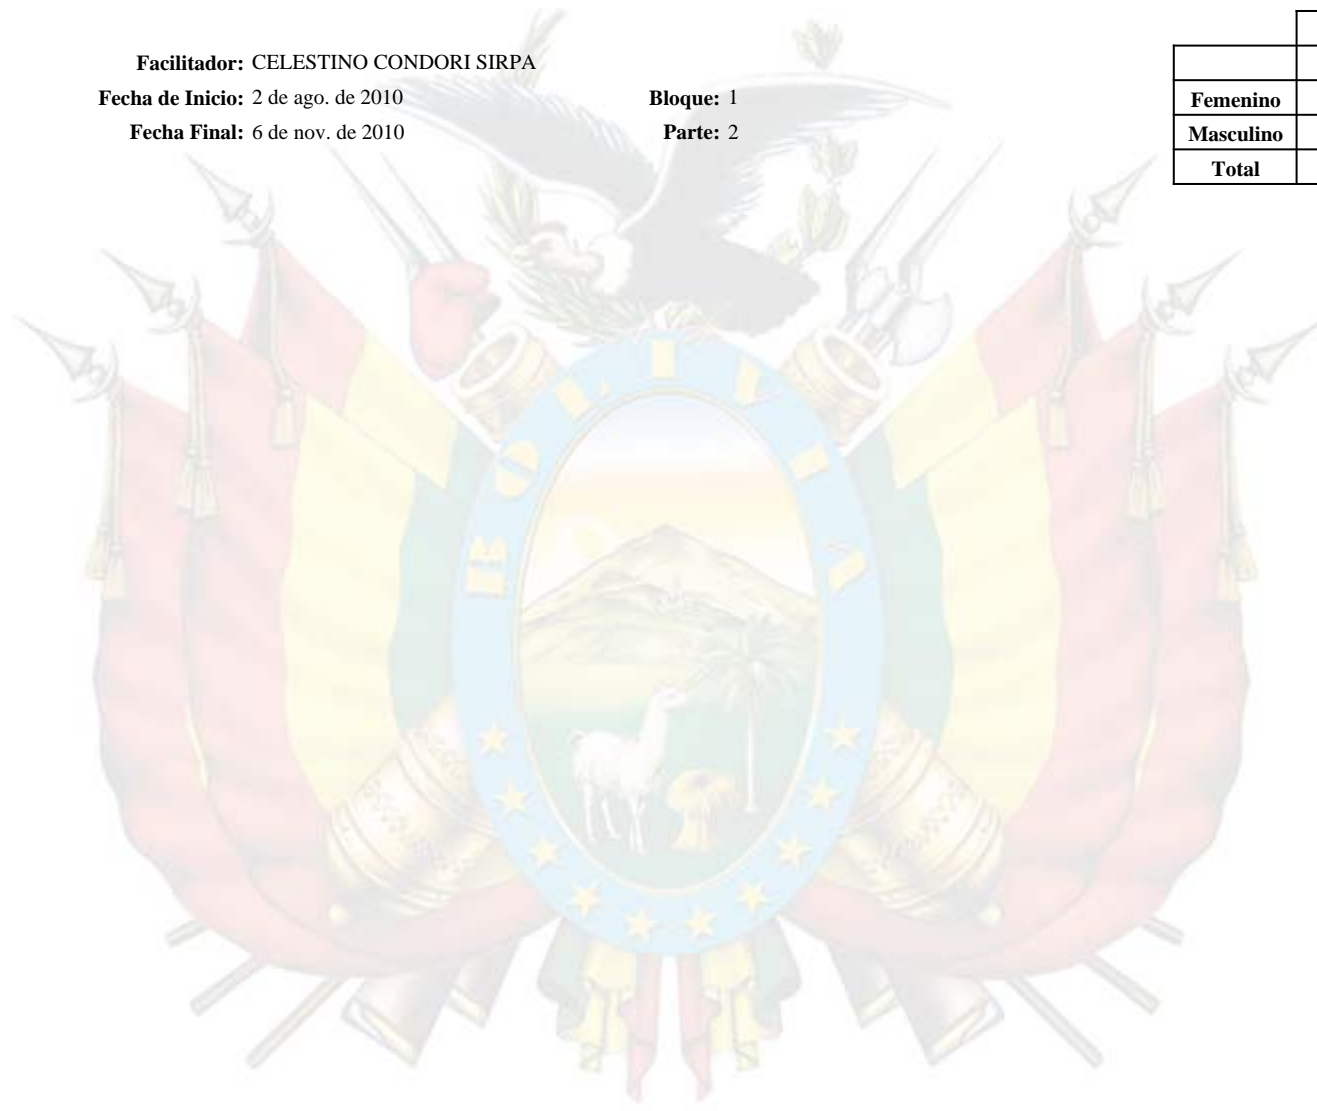 Facilitador: CELESTINO CONDORI SIRPA
Fecha de Inicio: 2 de ago. de 2010 Bloque: 1
Fecha Final: 6 de nov. de 2010 Parte: 2
Femenino
Masculino
Total
BOLIVIA